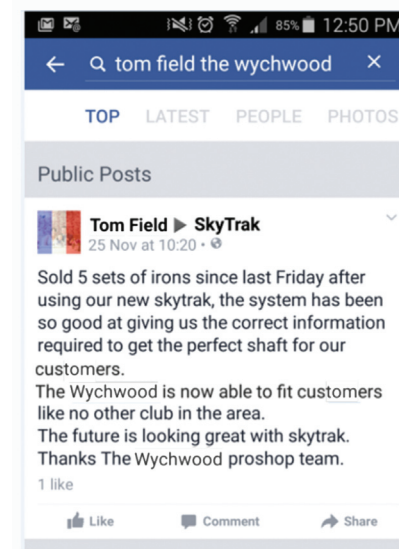 85% 12:50 PM
tom field the wychwood
TOP LATEST PEOPLE PHOTOS
Public Posts
Tom Field ▶ SkyTrak
25 Nov at 10:20 •
Sold 5 sets of irons since last Friday after
using our new skytrak, the system has been
so good at giving us the correct information
required to get the perfect shaft for our
customers.
The Wychwood is now able to fit customers
like no other club in the area.
The future is looking great with skytrak.
Thanks The Wychwood proshop team.
1 like
Like Comment Share